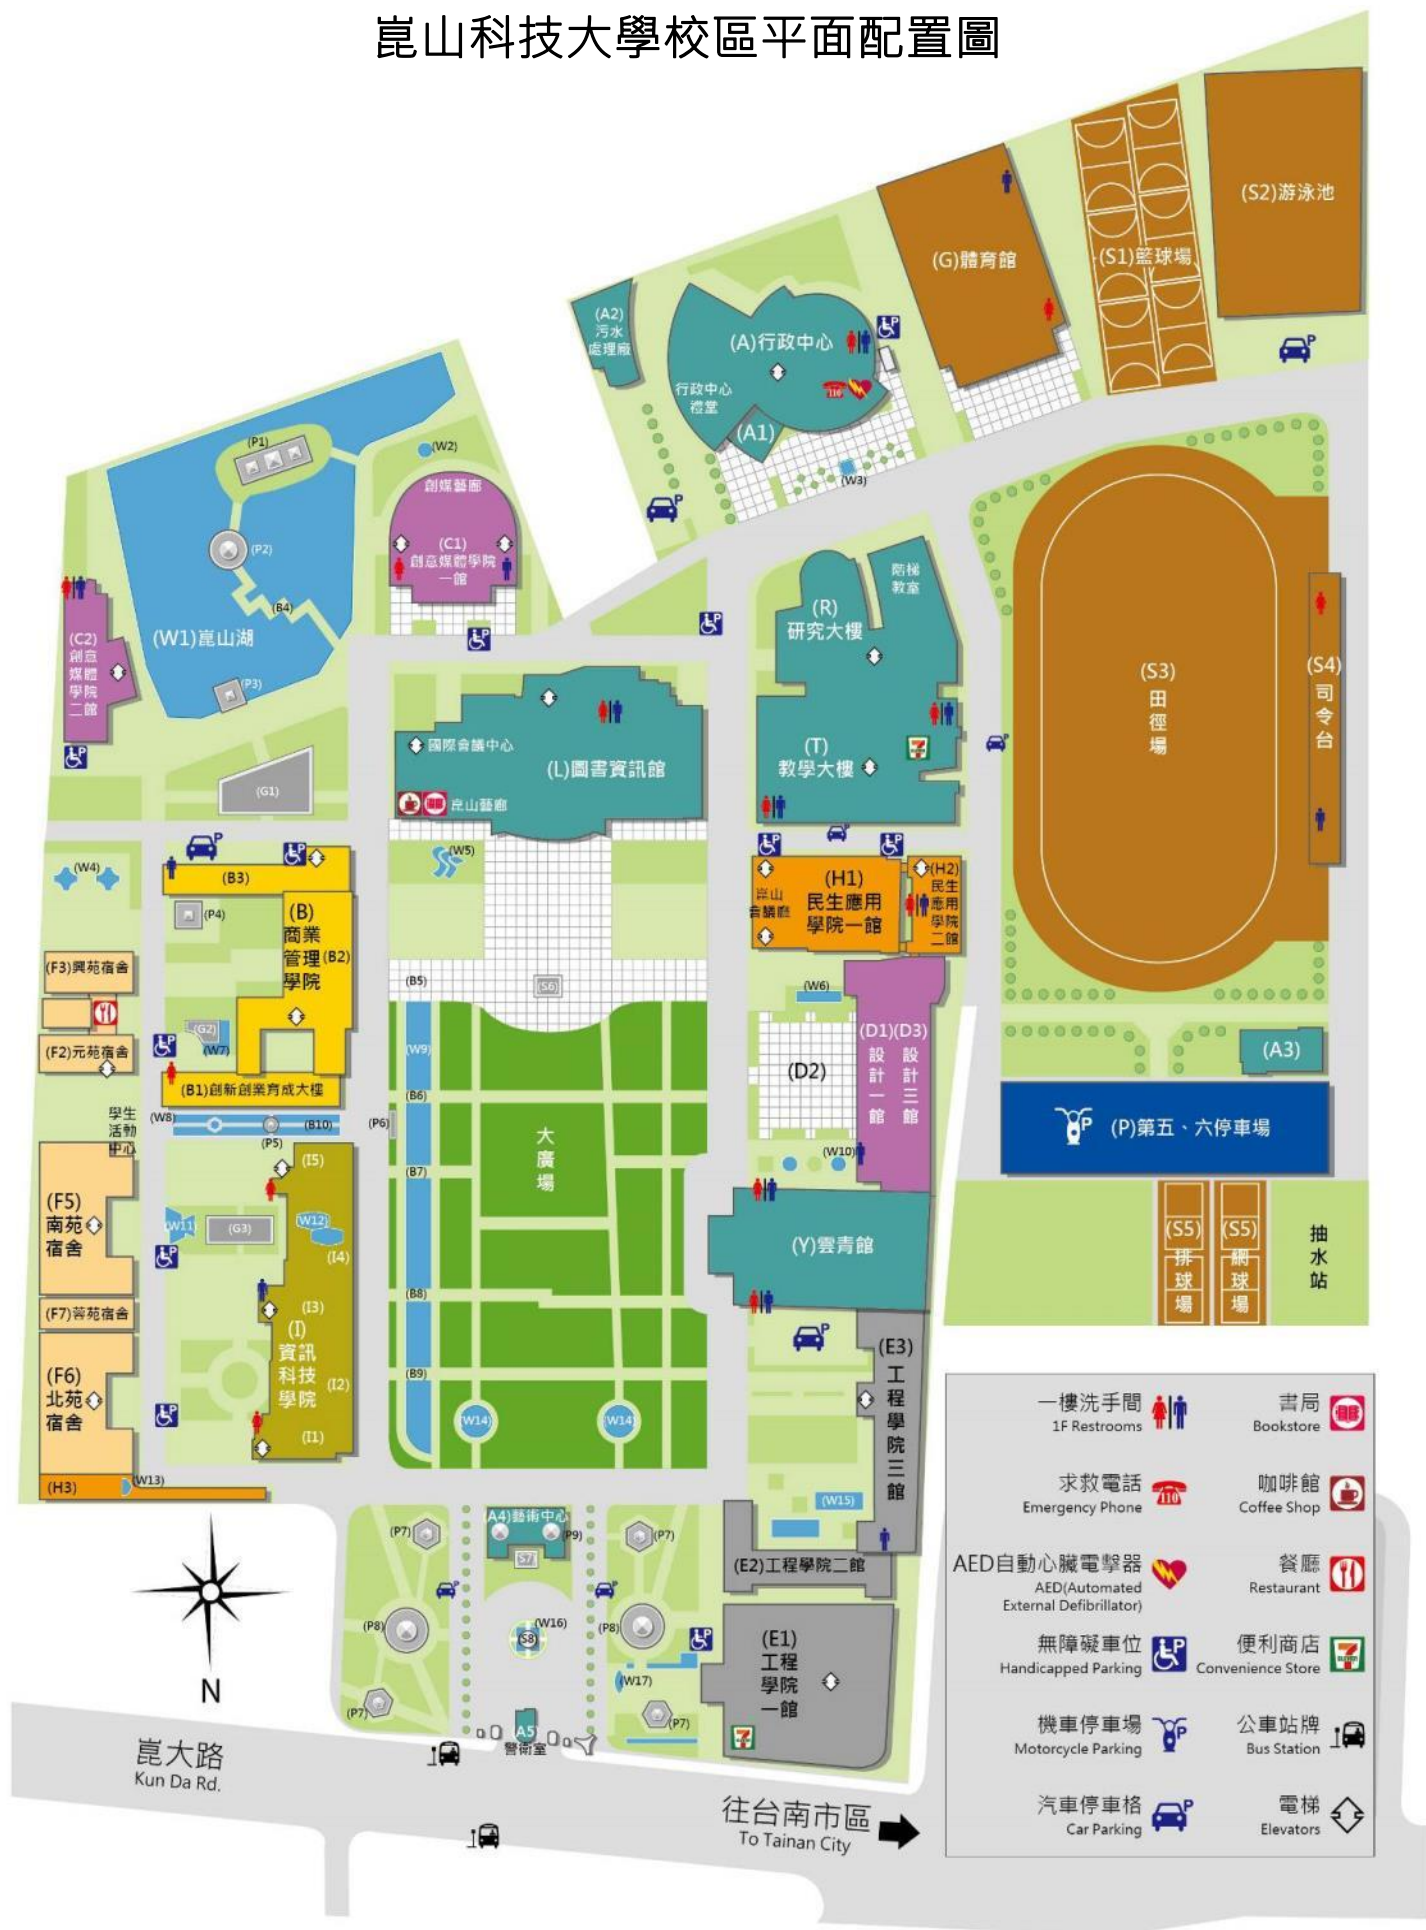 崑山科技大學校區平面配置圖
(S2)游泳池
(G)體育館
(S1)籃球場
(A2)
污水
處理廠
(A)行政中心
行政中心
禮堂
(A1)
(W3)
(P1)
(W2)
創媒藝廊
(C1)
創意媒體學院
一館
(P2)
(B4)
(W1)崑山湖
(P3)
(C2)
創意
媒體
學院
二館
(G1)
階梯
教室
(R)
研究大樓
(T)
教學大樓
(S3)
田
徑
場
(S4)
司
令
台
國際會議中心
(L)圖書資訊館
崑山藝廊
(W5)
(W4)
(B3)
(P4)
(B)
商業
管理(B2)
學院
(F3)興苑宿舍
(F2)元苑宿舍
(G2)
(W7)
(B1)創新創業育成大樓
(H1)
民生應用
學院一館
崑山
會議廳
(H2)
民生
應用
學院
二館
(B5)
(S6)
(W6)
(W9)
(D1)(D3)
設
計
一
館
設
計
三
館
(D2)
(A3)
(P)第五、六停車場
(B6)
學生
活動
中心
(W8)
(B10)
(P5)
(P6)
大
廣
場
(W10)
(B7)
(I5)
(F5)
南苑
宿舍
(W11)
(G3)
(W12)
(I4)
(Y)雲青館
(S5)
排
球
場
(S5)
網
球
場
抽
水
站
(B8)
(F7)蓉苑宿舍
(I3)
(I)
資訊
科技
學院
(I2)
(I1)
(F6)
北苑
宿舍
(B9)
(W14)
(W14)
(E3)
工
程
學
院
三
館
(H3)
(W13)
(W15)
(A4)藝術中心
(P9)
(P7)
(P7)
(S7)
(E2)工程學院二館
(P8)
(W16)
(S8)
(P8)
(E1)
工程
學院
一館
(W17)
(P7)
(P7)
(A5)
警衛室
N
崑大路
Kun Da Rd.
往台南市區
To Tainan City
一樓洗手間
1F Restrooms
書局
Bookstore
求救電話
Emergency Phone
110
咖啡館
Coffee Shop
AED自動心臟電擊器
AED(Automated
External Defibrillator)
餐廳
Restaurant
無障礙車位
Handicapped Parking
便利商店
Convenience Store
機車停車場
Motorcycle Parking
公車站牌
Bus Station
汽車停車格
Car Parking
電梯
Elevators